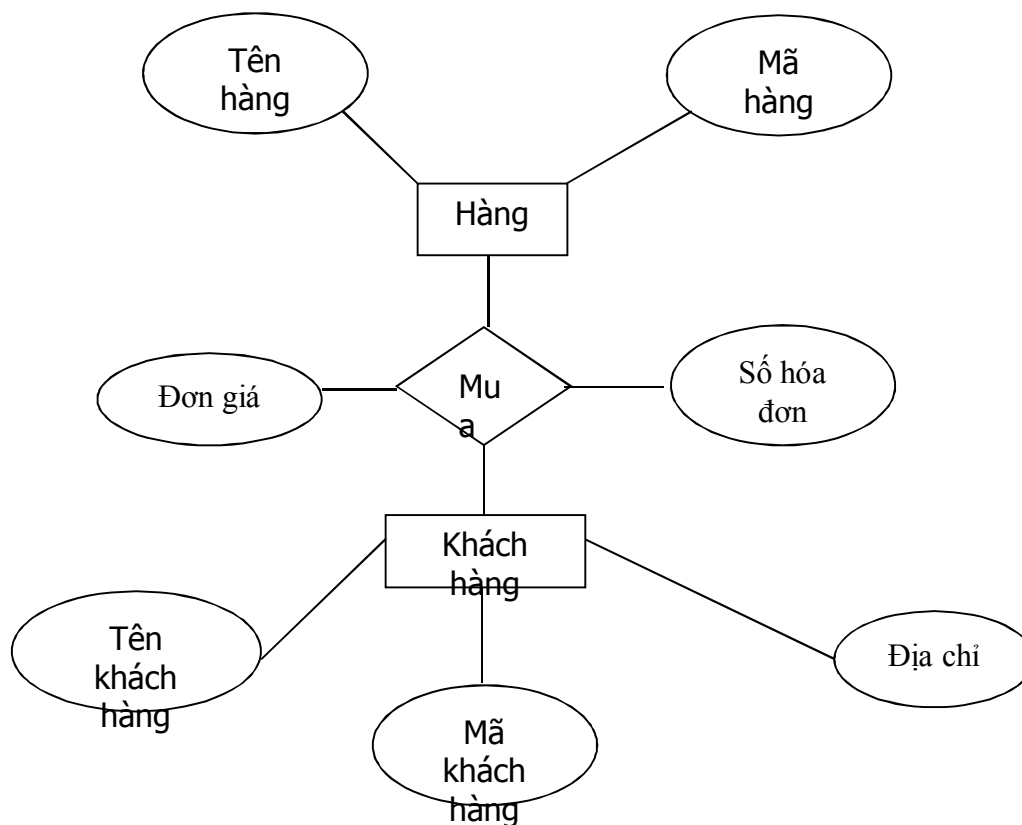 Tên
hàng
Mã
hàng
Hàng
Đơn giá
Mu
a
Số hóa
đơn
Khách
hàng
Tên
khách
hàng
Mã
khách
hàng
Địa chỉ